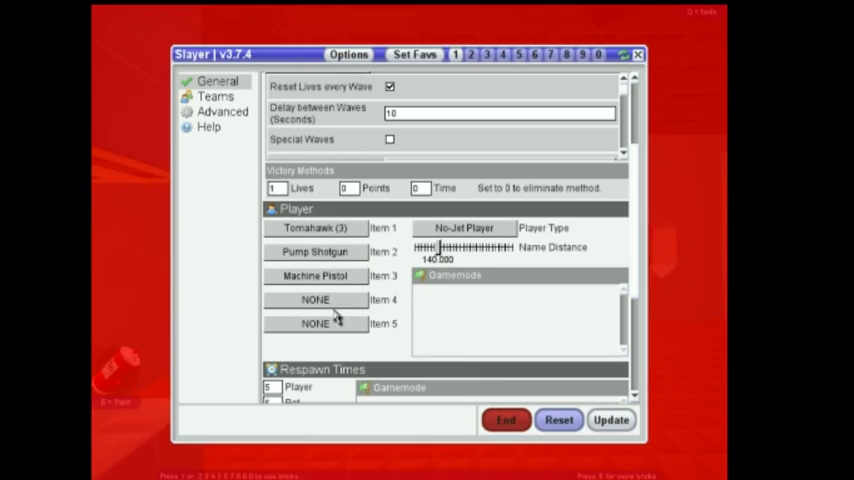 Slayer | v3.7.4
Options
Set Favs
1 2 3 4 5 6 7 8 9 0
General
Teams
Advanced
Help
Reset Lives every Wave
Delay between Waves
(Seconds)
10
Special Waves
Victory Methods
1 Lives 0 Points 0 Time Set to 0 to eliminate method.
Player
Tomahawk (3) Item 1
Pump Shotgun Item 2
Machine Pistol Item 3
NONE Item 4
NONE Item 5
No-Jet Player Player Type
Name Distance
140.000
Gamemode
Respawn Times
5 Player
Gamemode
End
Reset
Update